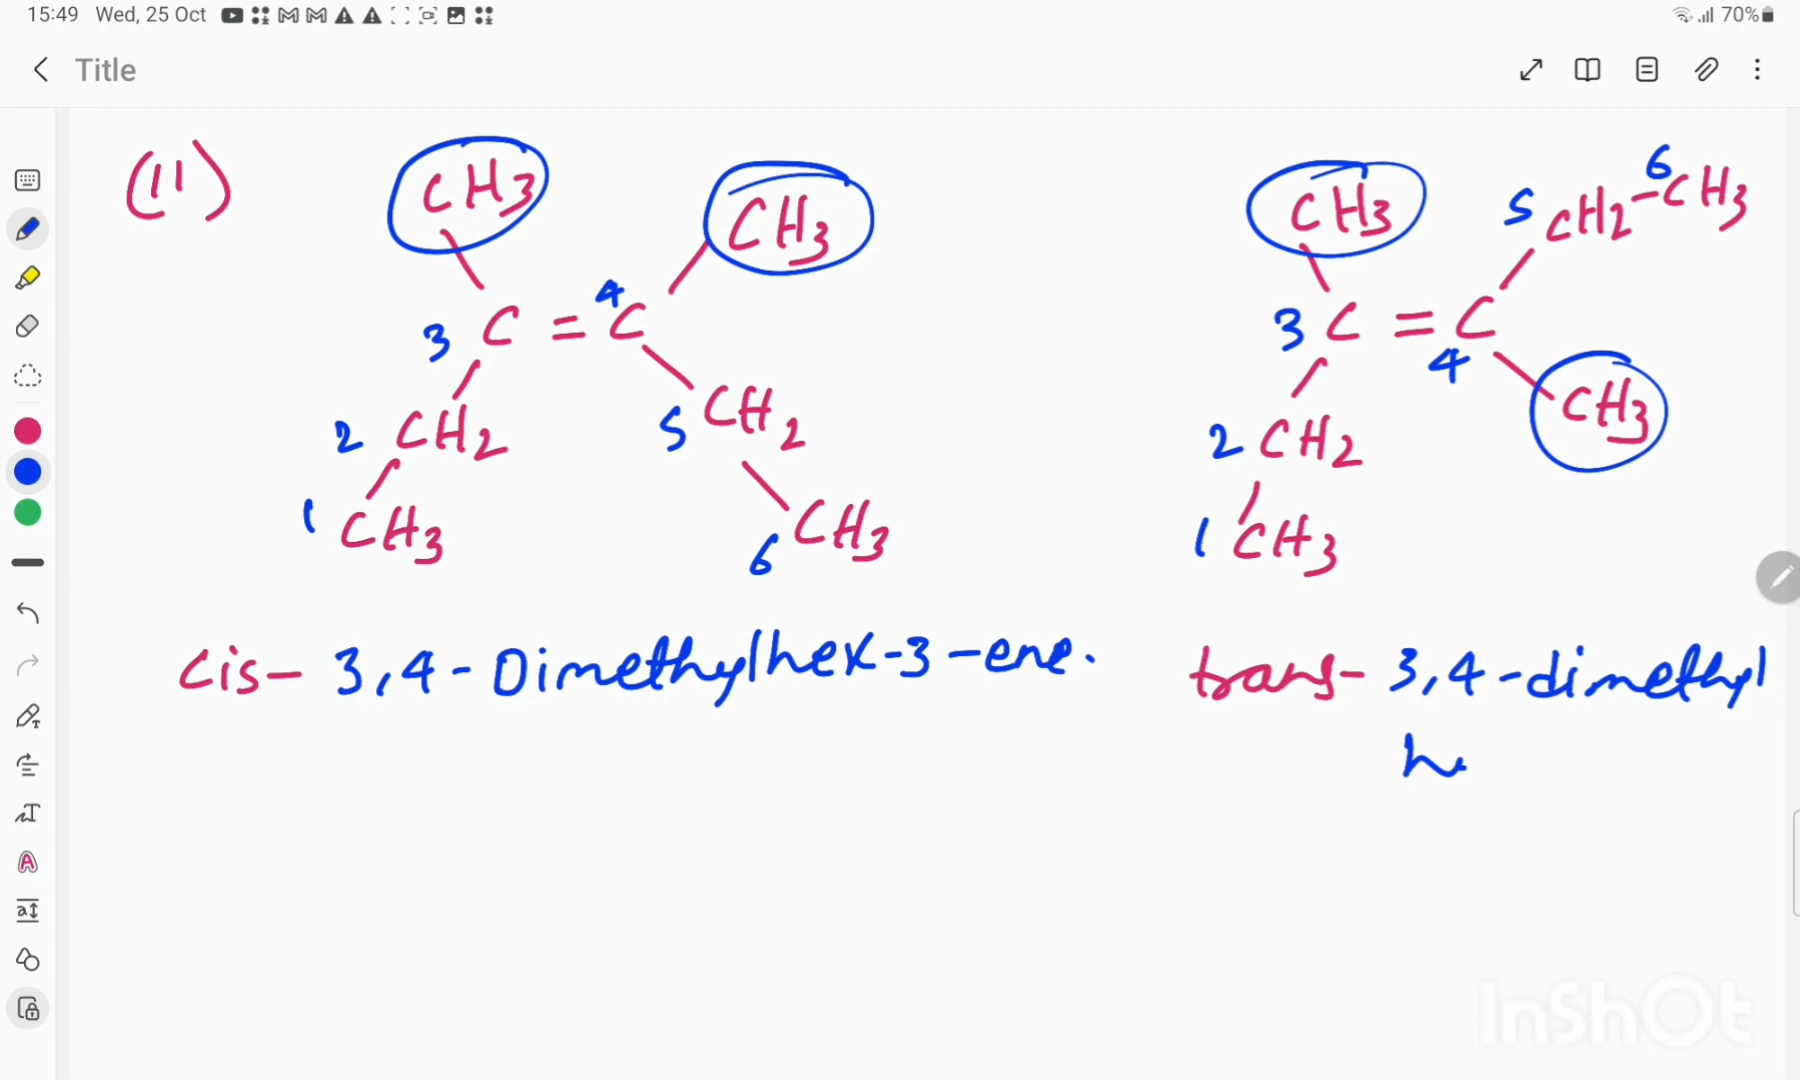 15:49 Wed, 25 Oct 70%
Title
(11)
CH3 CH3
3 C = 4 C
2 CH2 5 CH2
1 CH3 6 CH3
cis- 3,4-Dimethylhex-3-ene.
CH3 5 CH2-6 CH3
3 C = C 4
2 CH2 CH3
1 CH3
trans- 3,4-dimethyl
InShOt